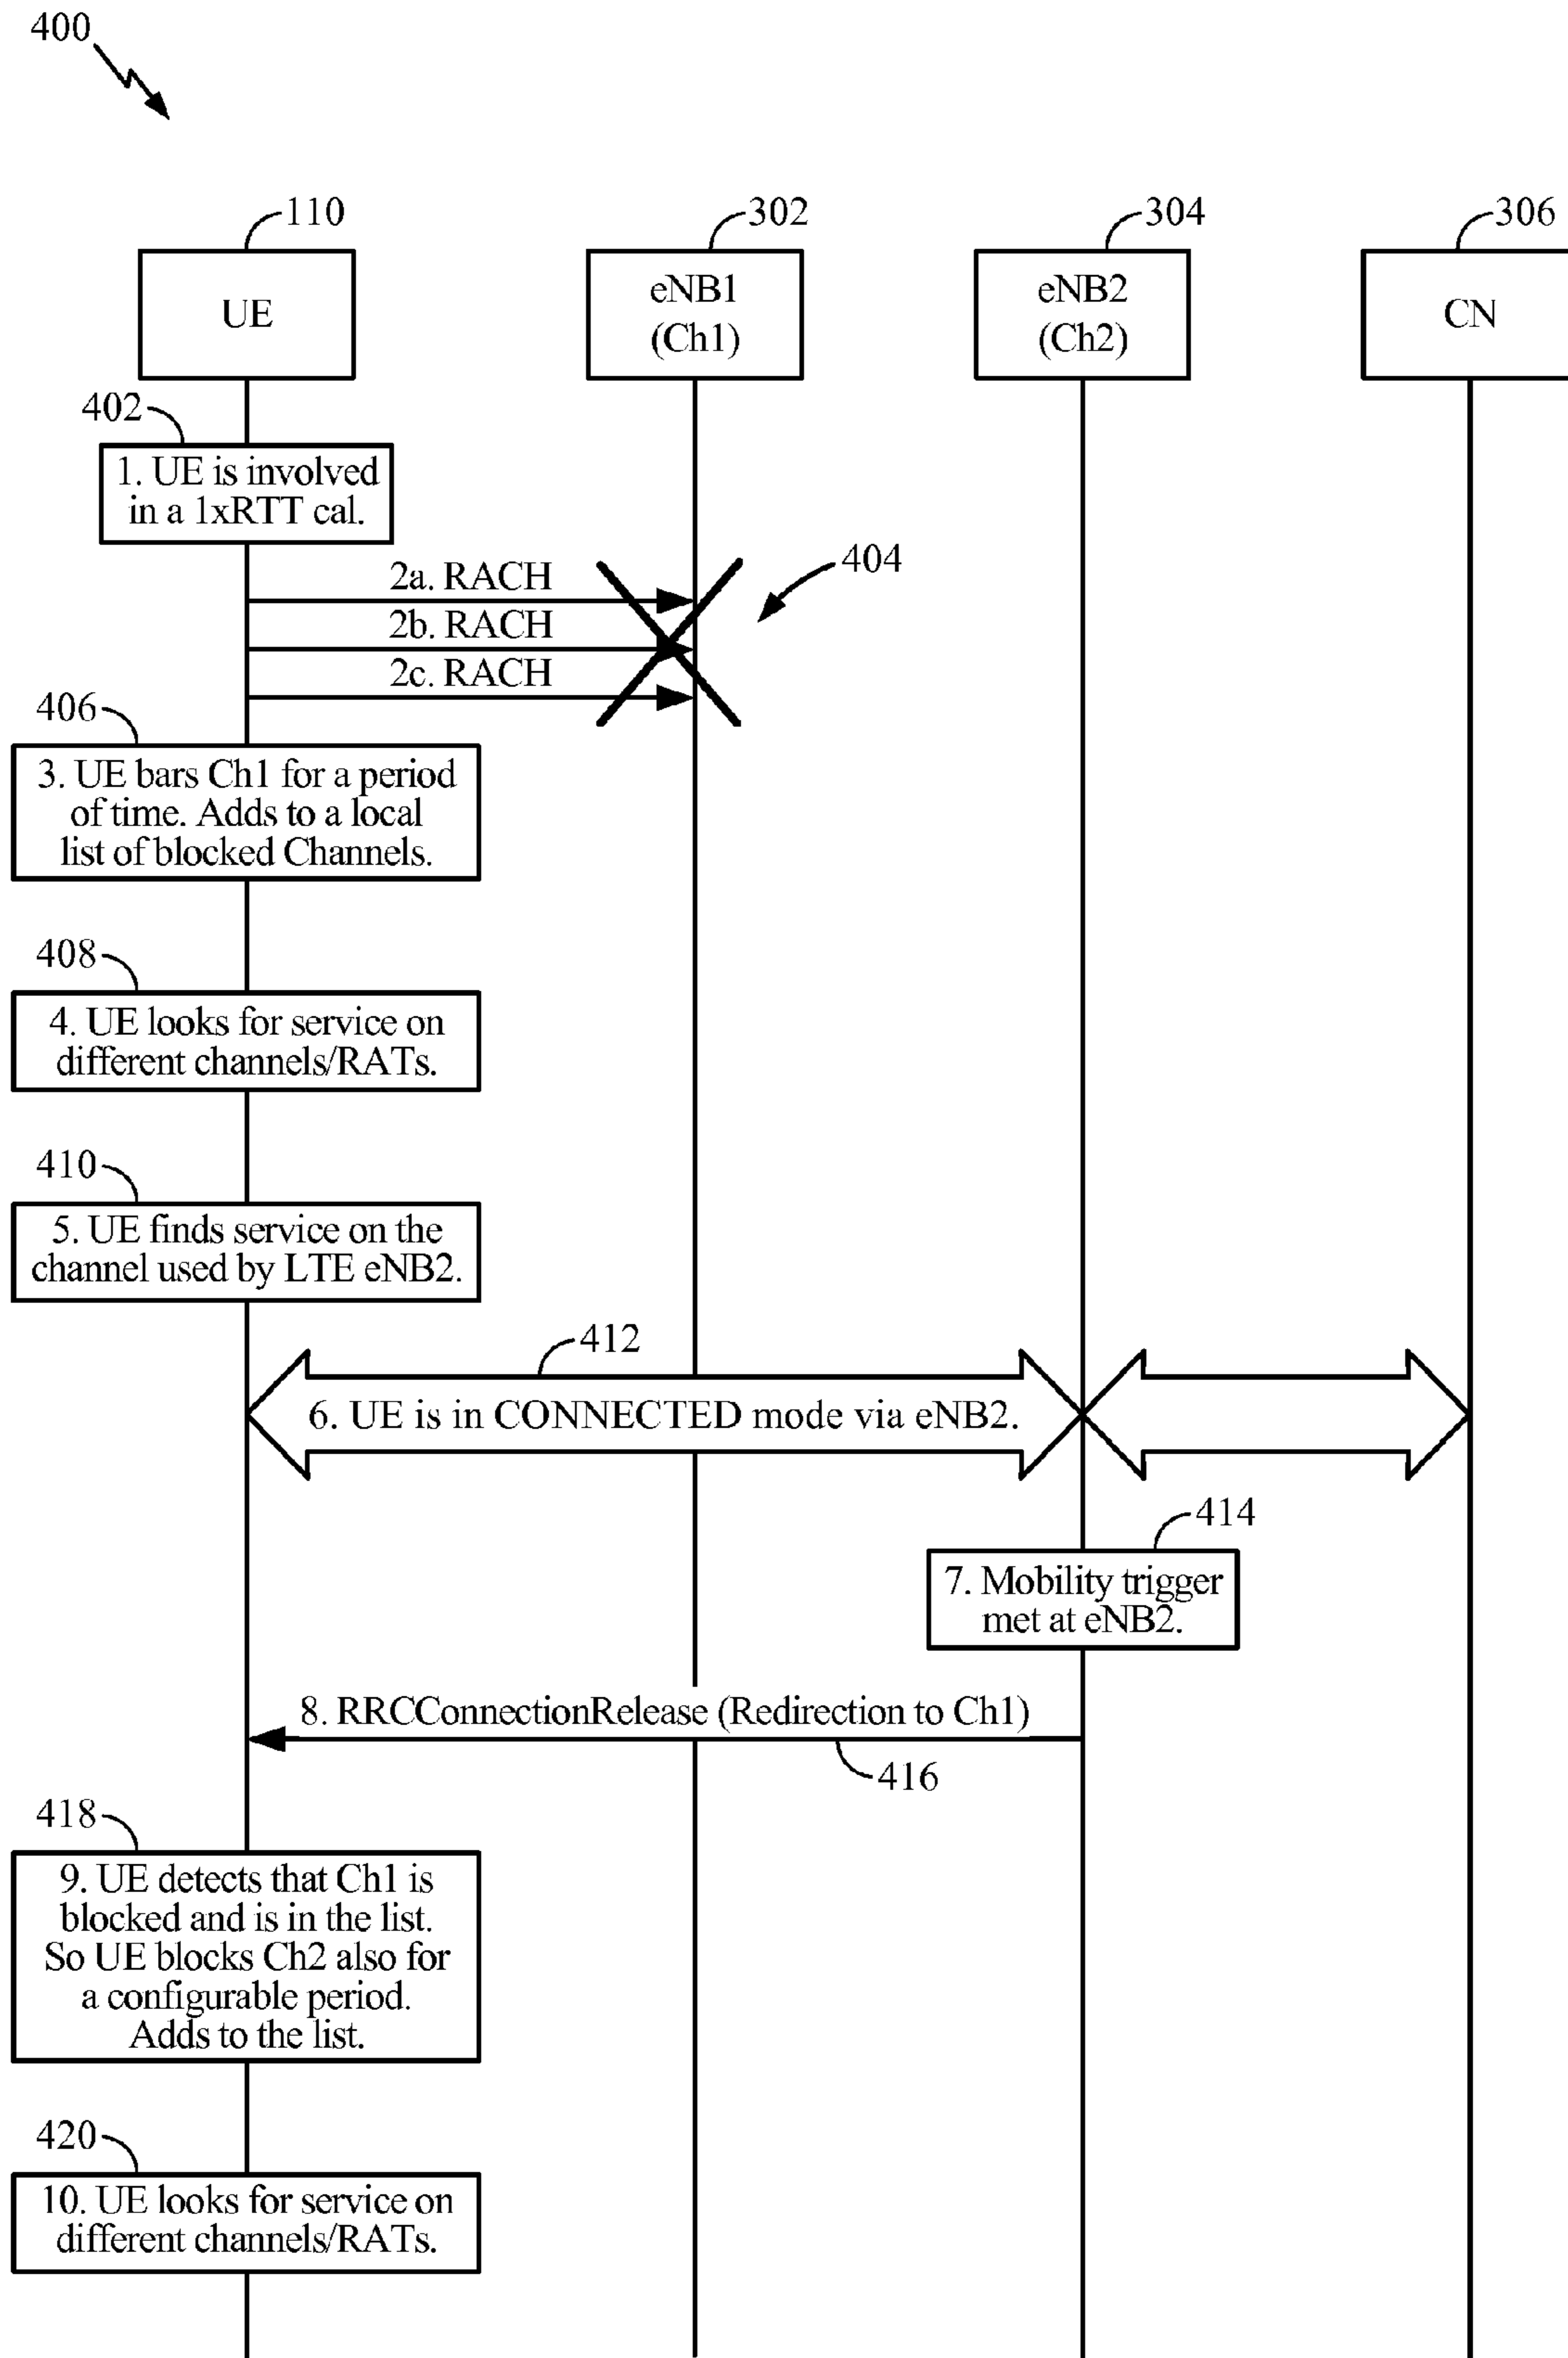 400
110
302
304
306
UE
eNB1
(Ch1)
eNB2
(Ch2)
CN
402
1. UE is involved
in a 1xRTT cal.
404
2a. RACH
2b. RACH
2c. RACH
406
3. UE bars Ch1 for a period
of time. Adds to a local
list of blocked Channels.
408
4. UE looks for service on
different channels/RATs.
410
5. UE finds service on the
channel used by LTE eNB2.
412
6. UE is in CONNECTED mode via eNB2.
414
7. Mobility trigger
met at eNB2.
8. RRCConnectionRelease (Redirection to Ch1)
416
418
9. UE detects that Ch1 is
blocked and is in the list.
So UE blocks Ch2 also for
a configurable period.
Adds to the list.
420
10. UE looks for service on
different channels/RATs.